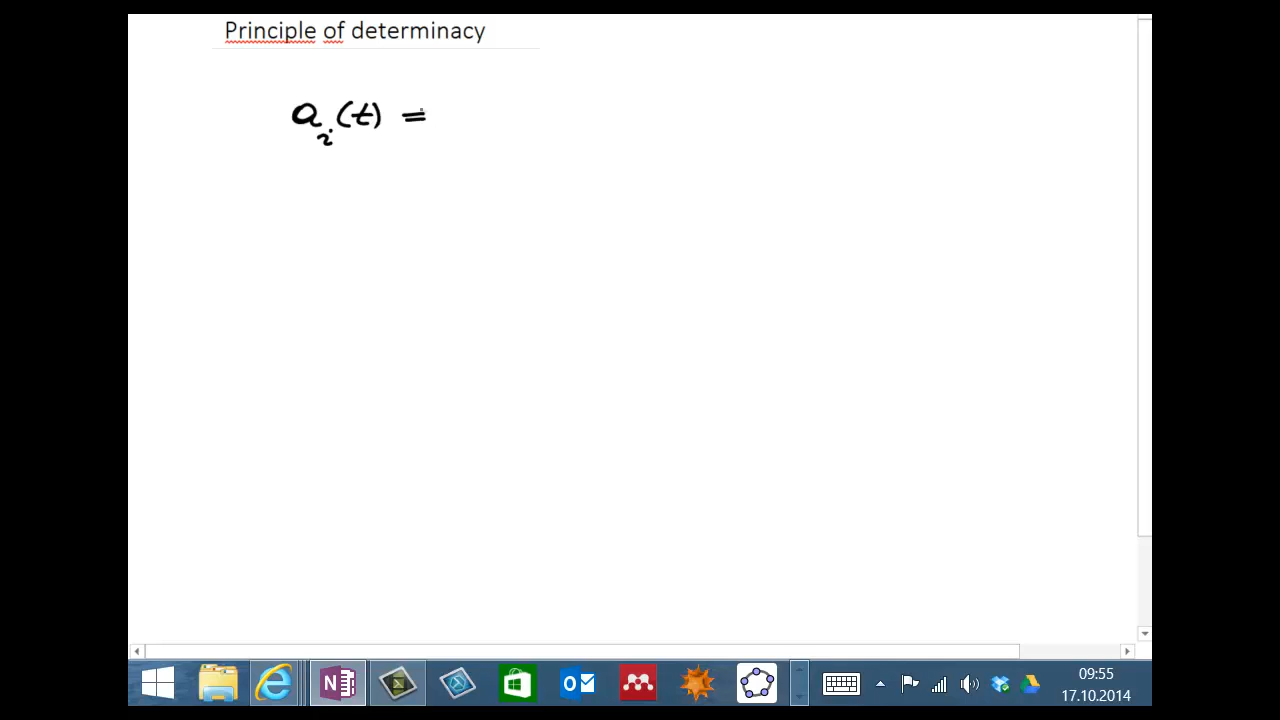 Principle of determinacy
a_i(t) =
N
O
09:55
17.10.2014